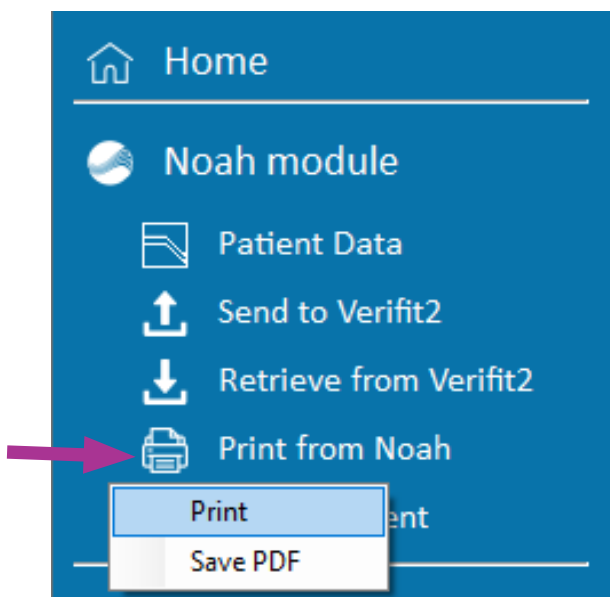 Home
Noah module
Patient Data
Send to Verifit2
Retrieve from Verifit2
Print from Noah
Print
Save PDF